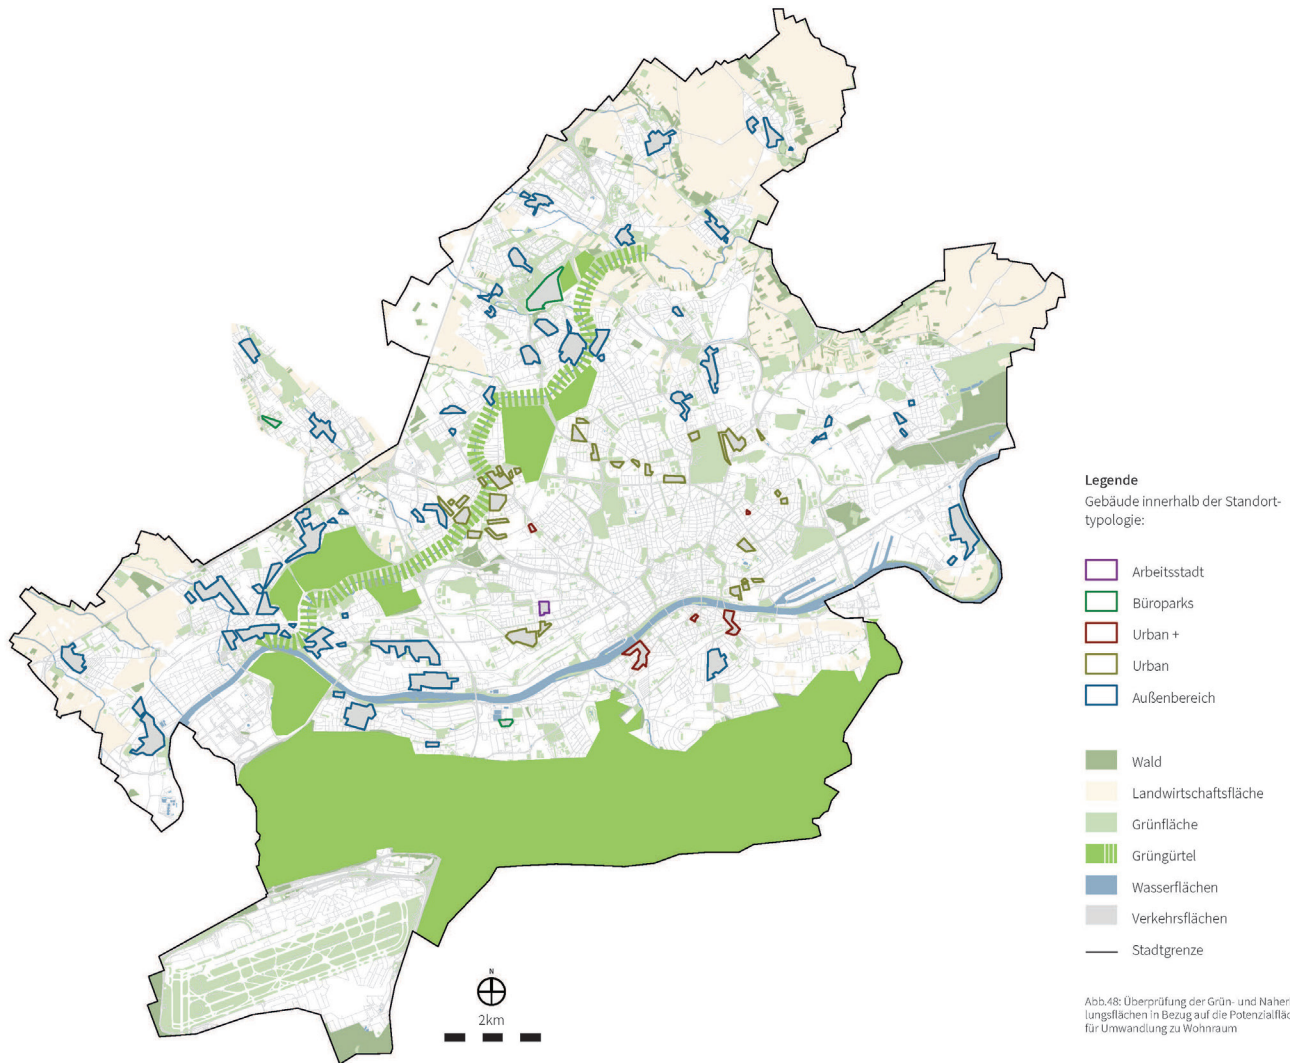 Legende
Gebäude innerhalb der Standort-
typologie:
Arbeitsstadt
Büroparks
Urban +
Urban
Außenbereich
Wald
Landwirtschaftsfläche
Grünfläche
Grüngürtel
Wasserflächen
Verkehrsflächen
Stadtgrenze
N
2km
Abb.48: Überprüfung der Grün- und Naher
lungsflächen in Bezug auf die Potenzialfläc
für Umwandlung zu Wohnraum